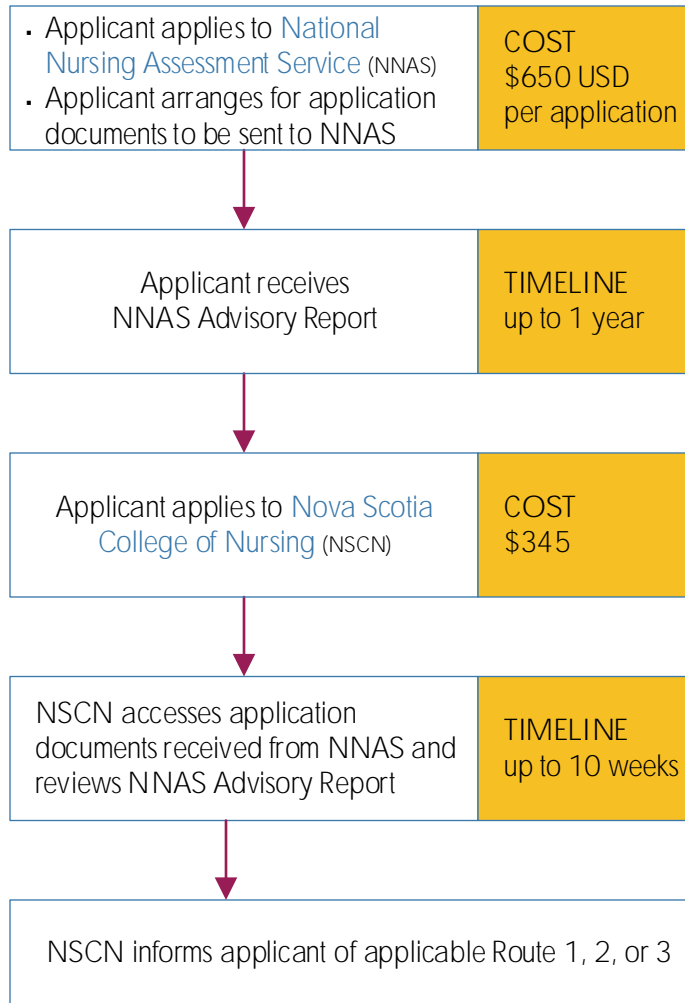 • Applicant applies to National
Nursing Assessment Service (NNAS)
• Applicant arranges for application
documents to be sent to NNAS
COST
$650 USD
per application
Applicant receives
NNAS Advisory Report
TIMELINE
up to 1 year
Applicant applies to Nova Scotia
College of Nursing (NSCN)
COST
$345
NSCN accesses application
documents received from NNAS and
reviews NNAS Advisory Report
TIMELINE
up to 10 weeks
NSCN informs applicant of applicable Route 1, 2, or 3